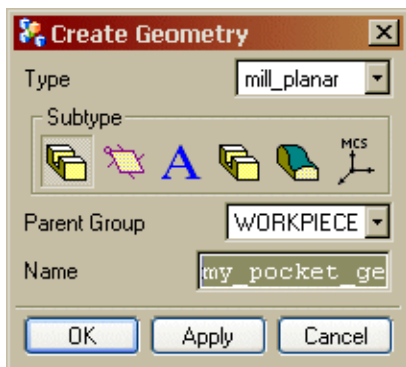 Create Geometry
Type mill_planar
Subtype
A MCS
Parent Group WORKPIECE
Name my_pocket_ge
OK Apply Cancel